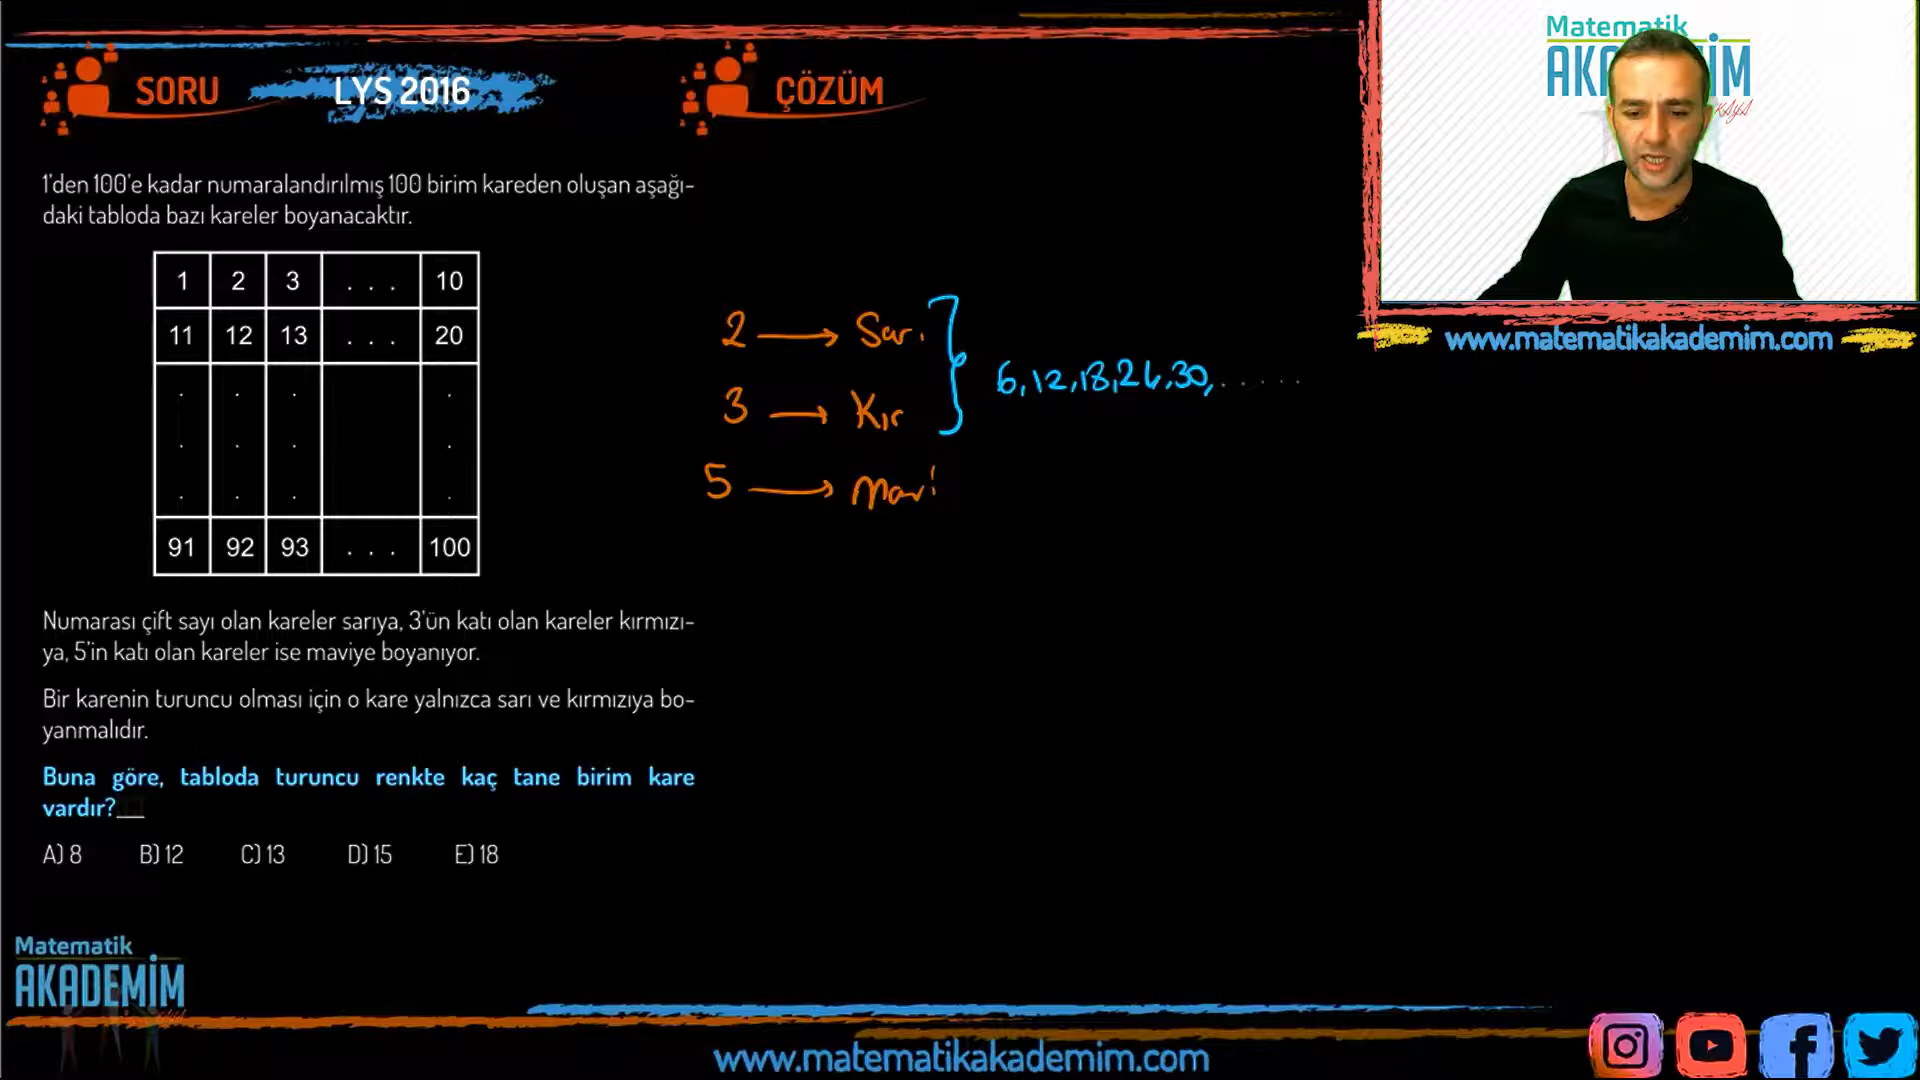 SORU
LYS 2016
ÇÖZÜM
Matematik
1'den 100'e kadar numaralandırılmış 100 birim kareden oluşan aşağı-
daki tabloda bazı kareler boyanacaktır.
1 2 3 . . . 10
11 12 13 . . . 20
91 92 93 . . . 100
2 → Sarı
3 → Kır
5 → Mavi
6, 12, 18, 24, 30, . . . . .
www.matematikakademim.com
Numarası çift sayı olan kareler sarıya, 3'ün katı olan kareler kırmızı-
ya, 5'in katı olan kareler ise maviye boyanıyor.
Bir karenin turuncu olması için o kare yalnızca sarı ve kırmızıya bo-
yanmalıdır.
Buna göre, tabloda turuncu renkte kaç tane birim kare
vardır?
A) 8 B) 12 C) 13 D) 15 E) 18
Matematik
AKADEMİM
www.matematikakademim.com